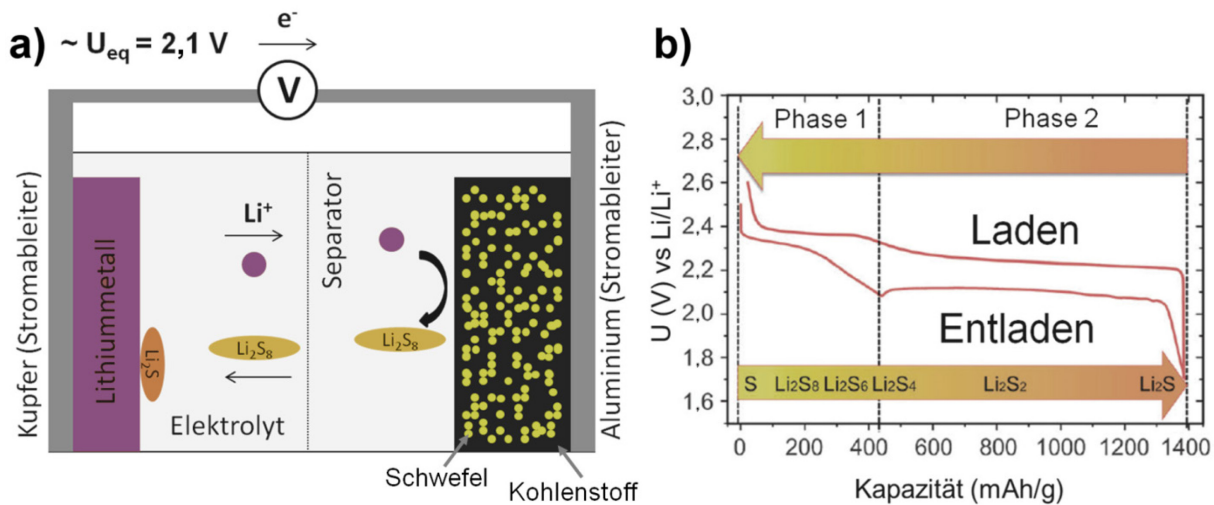 a) ~ Ueq = 2,1 V
e-
V
Kupfer (Stromableiter)
Lithiummetall
Li2S
Li+
Li2S8
Elektrolyt
Separator
Li2S8
Aluminium (Stromableiter)
Schwefel
Kohlenstoff
b)
U (V) vs Li/Li+
3,0
2,8
2,6
2,4
2,2
2,0
1,8
1,6
Phase 1 Phase 2
Laden
Entladen
S Li2S8 Li2S6 Li2S4 Li2S2 Li2S
0 200 400 600 800 1000 1200 1400
Kapazität (mAh/g)